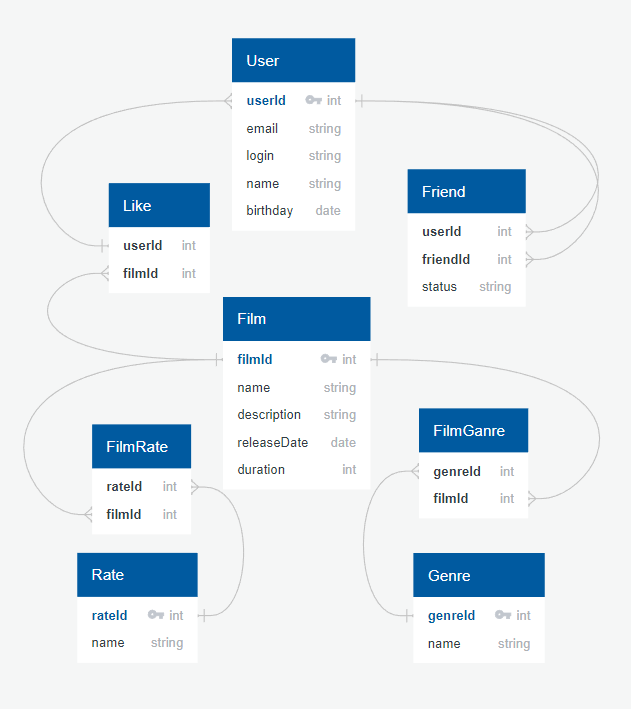 User
userId int
email string
login string
name string
birthday date
Like
userId int
filmId int
Friend
userId int
friendId int
status string
Film
filmId int
name string
description string
releaseDate date
duration int
FilmRate
rateId int
filmId int
FilmGanre
genreId int
filmId int
Rate
rateId int
name string
Genre
genreId int
name string